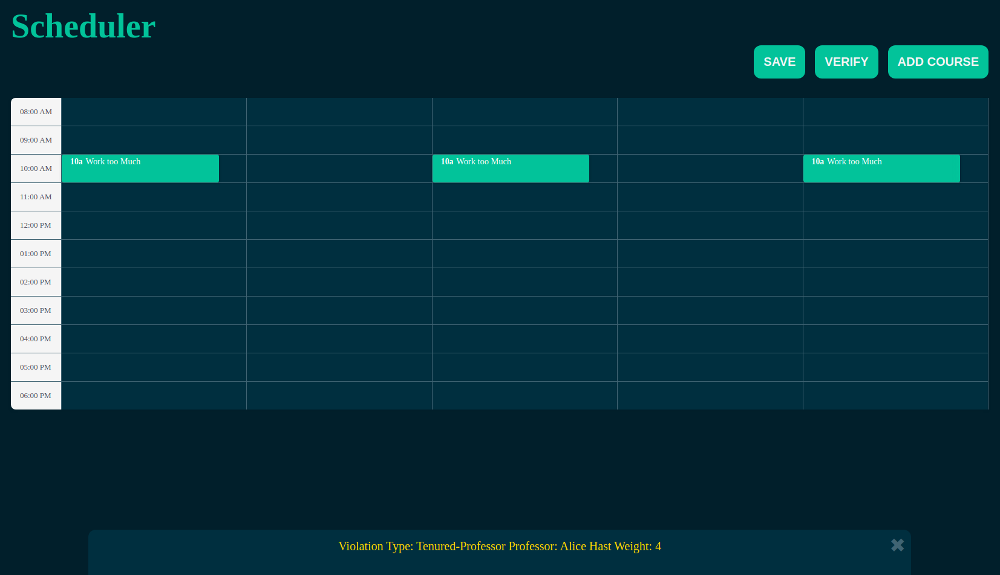 Scheduler
SAVE VERIFY ADD COURSE
08:00 AM
09:00 AM
10:00 AM 10a Work too Much 10a Work too Much 10a Work too Much
11:00 AM
12:00 PM
01:00 PM
02:00 PM
03:00 PM
04:00 PM
05:00 PM
06:00 PM
Violation Type: Tenured-Professor Professor: Alice Hast Weight: 4